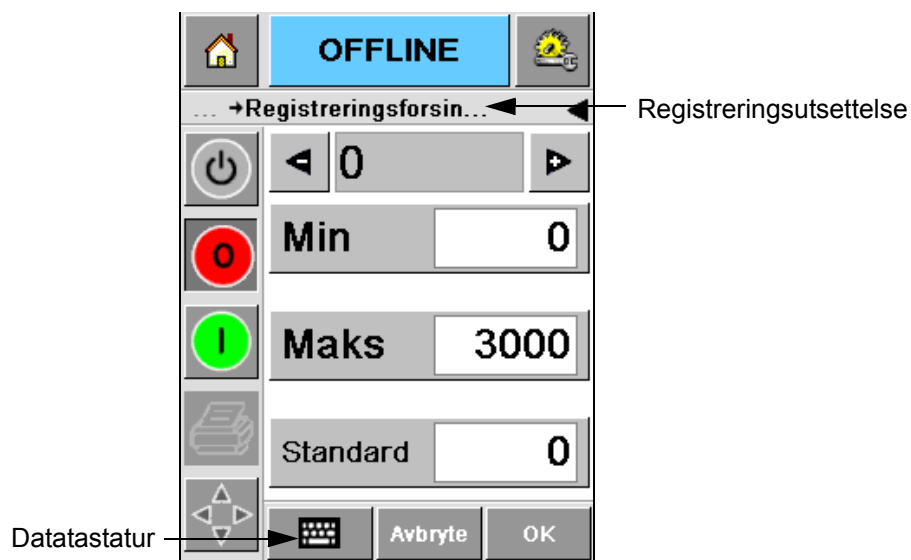 OFFLINE
... →Registreringsforsin...
Registreringsutsettelse
0
Min 0
Maks 3000
Standard 0
Datatastatur
Avbryte OK